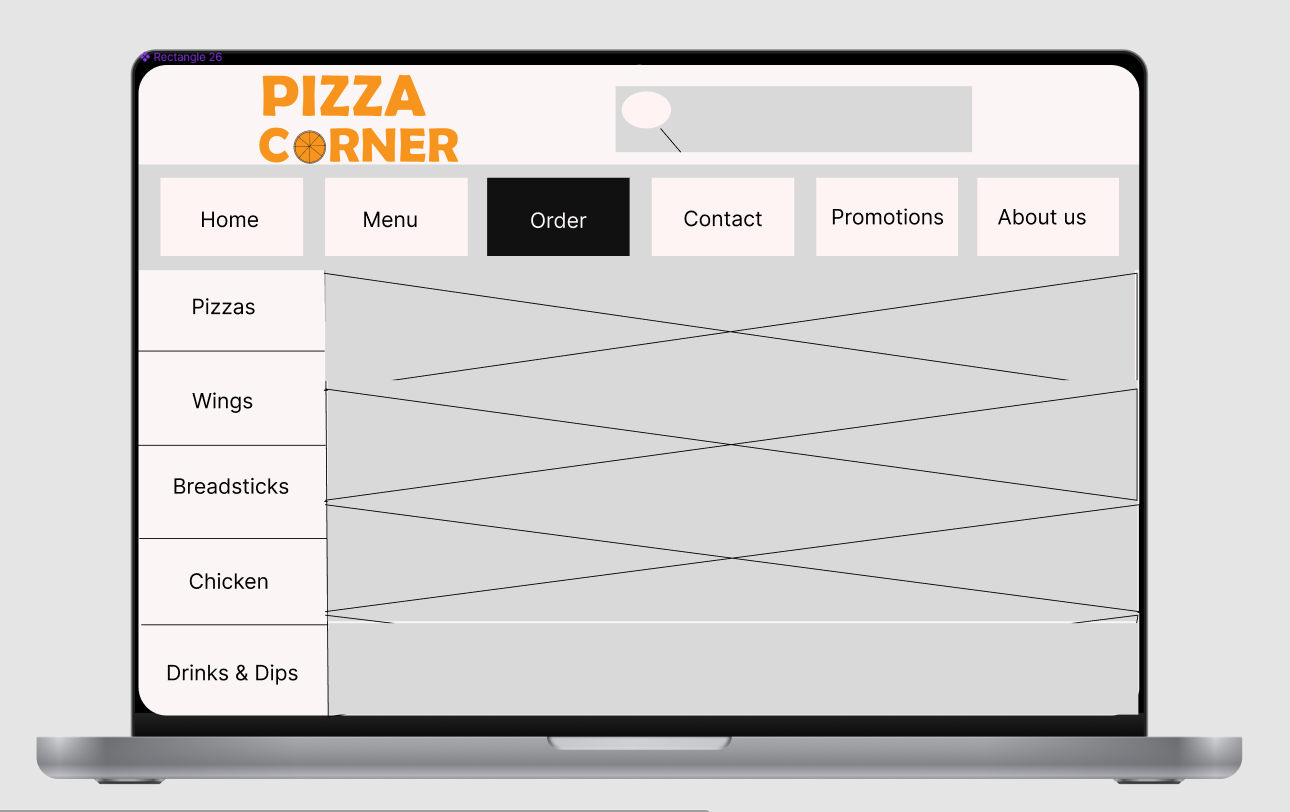 Rectangle 26
PIZZA
CORNER
Home
Menu
Order
Contact
Promotions
About us
Pizzas
Wings
Breadsticks
Chicken
Drinks & Dips